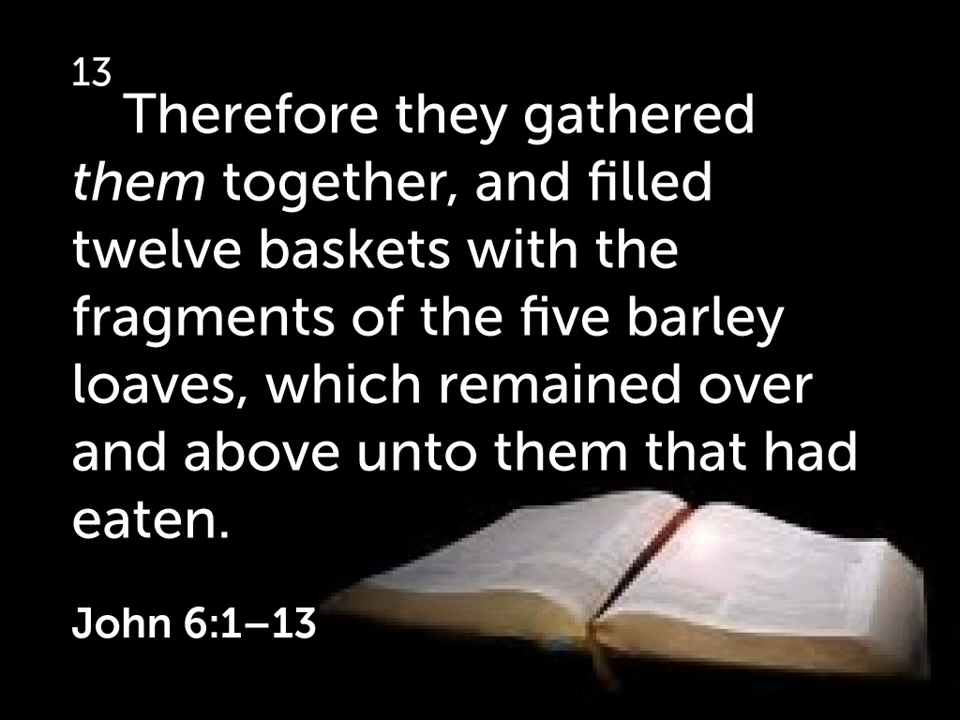 13
Therefore they gathered
them together, and filled
twelve baskets with the
fragments of the five barley
loaves, which remained over
and above unto them that had
eaten.
John 6:1–13